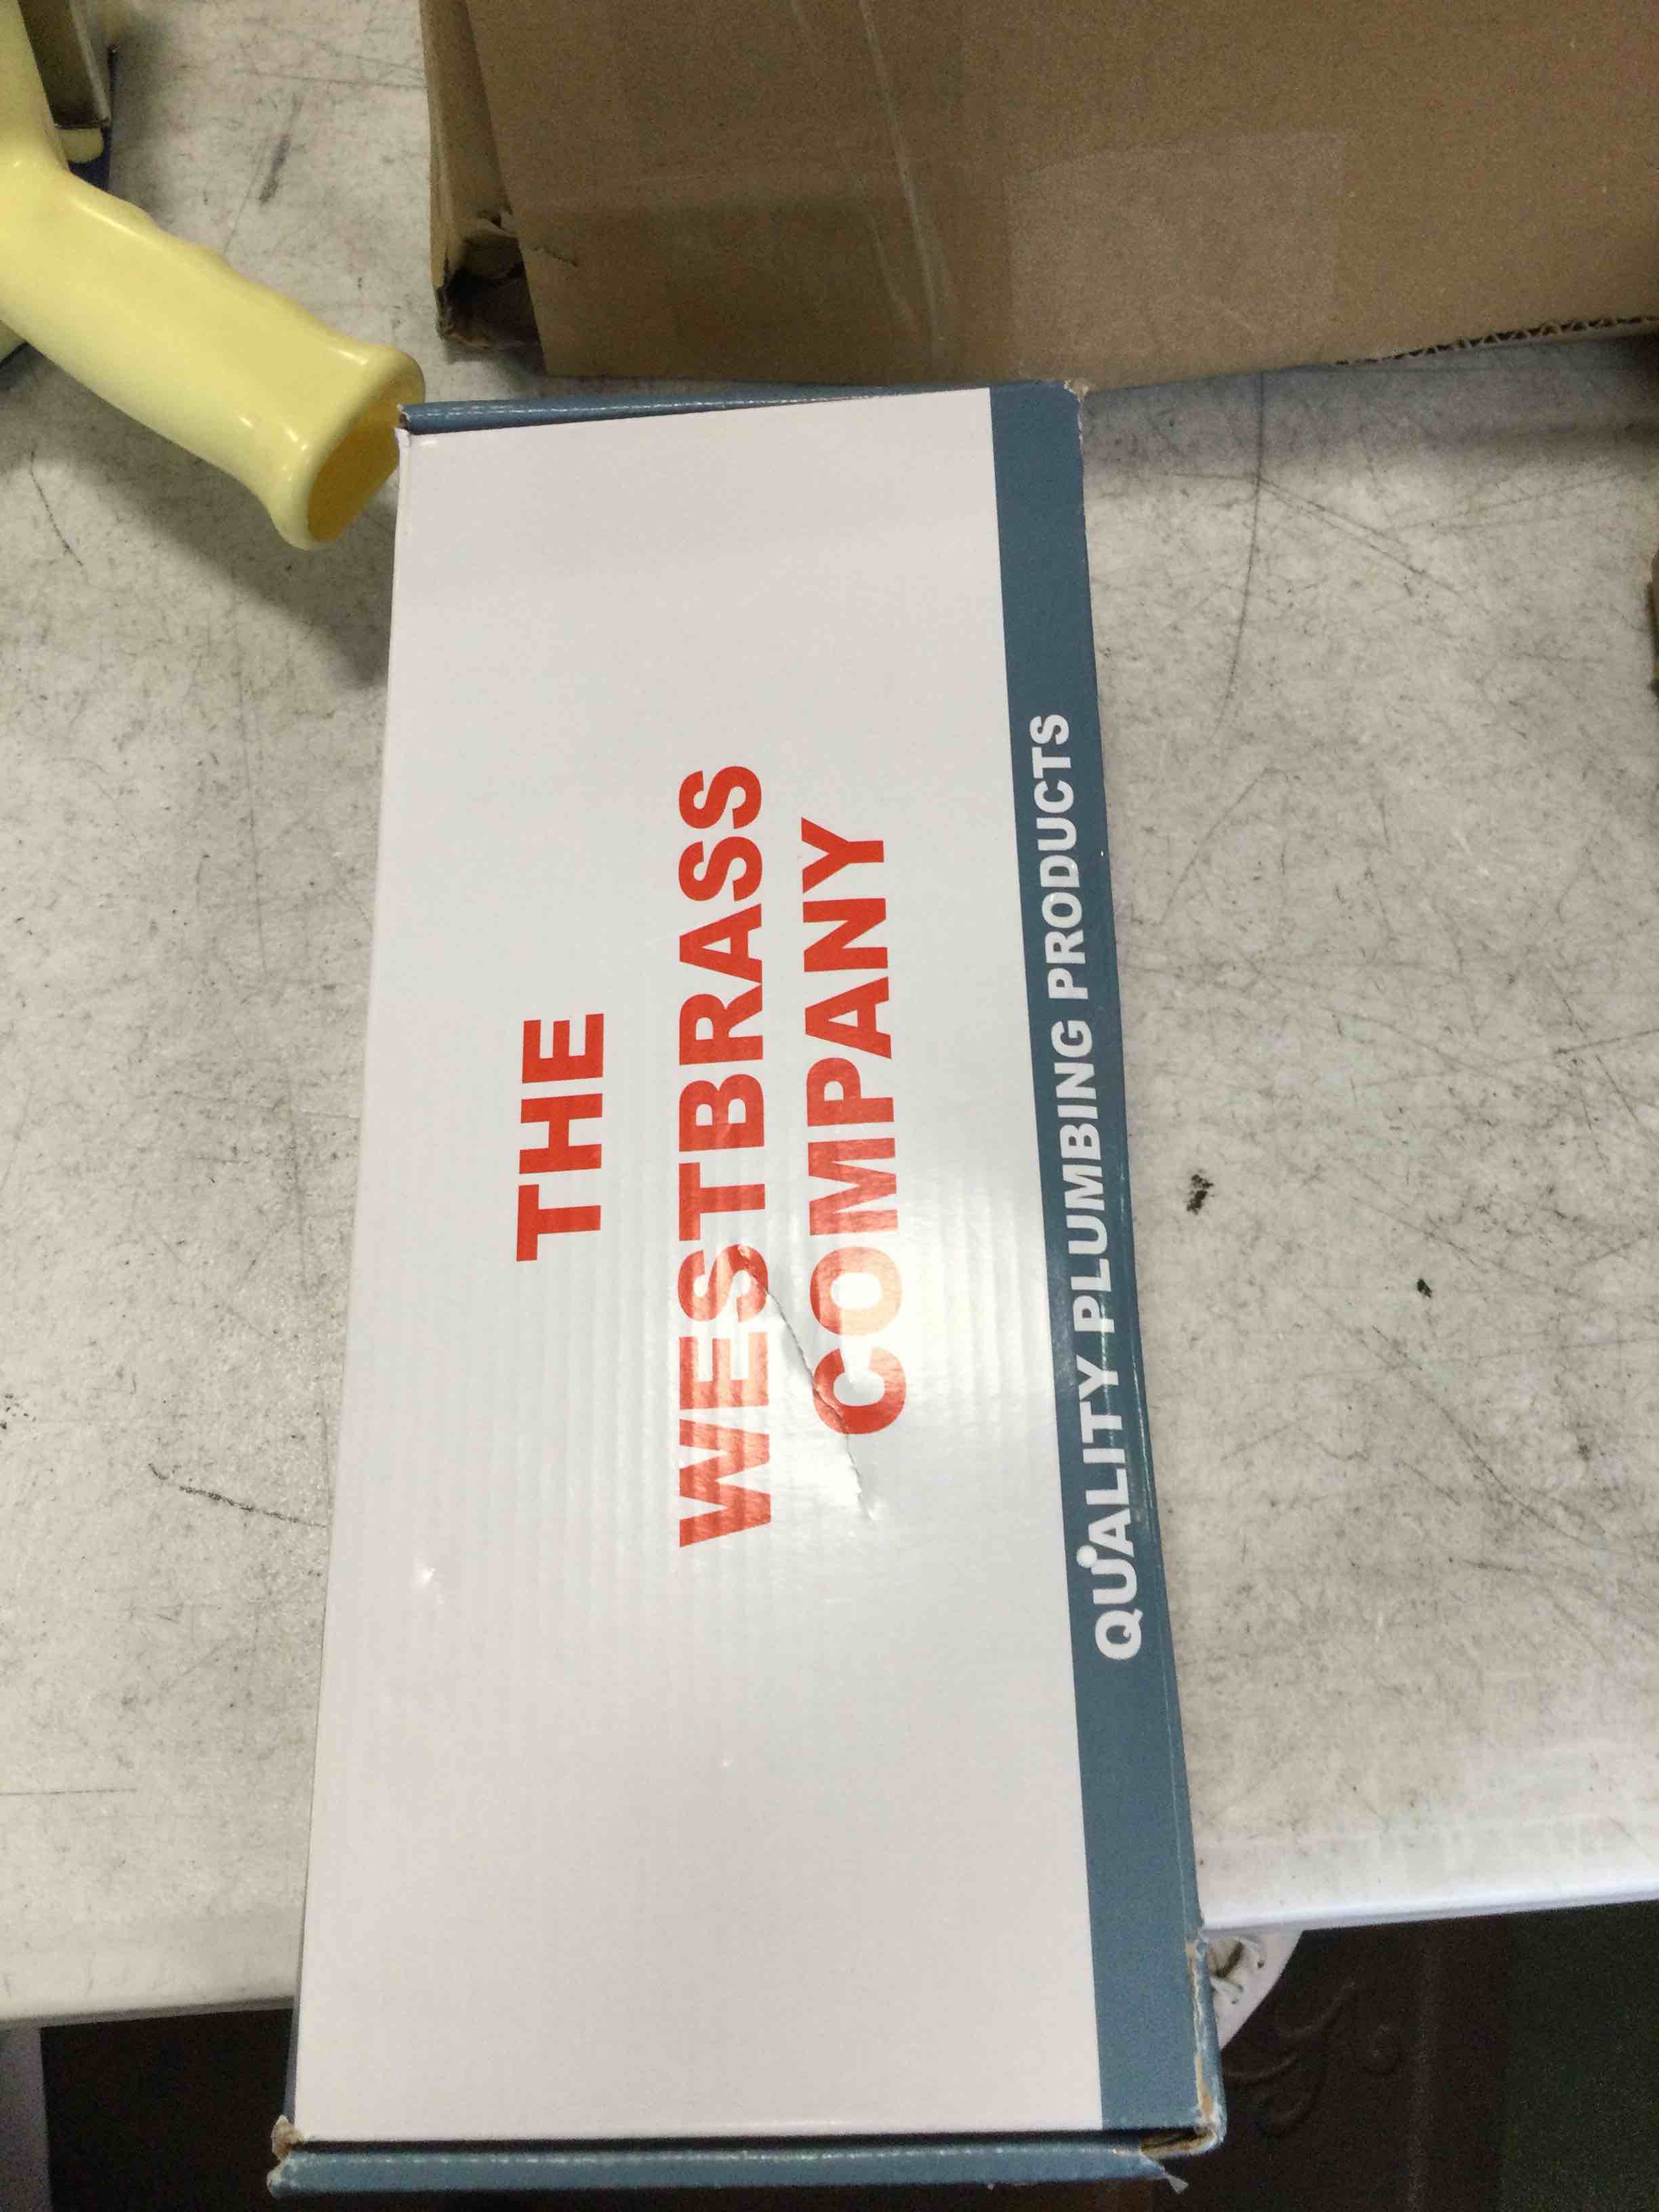 THE
WESTBRASS
COMPANY
QUALITY PLUMBING PRODUCTS